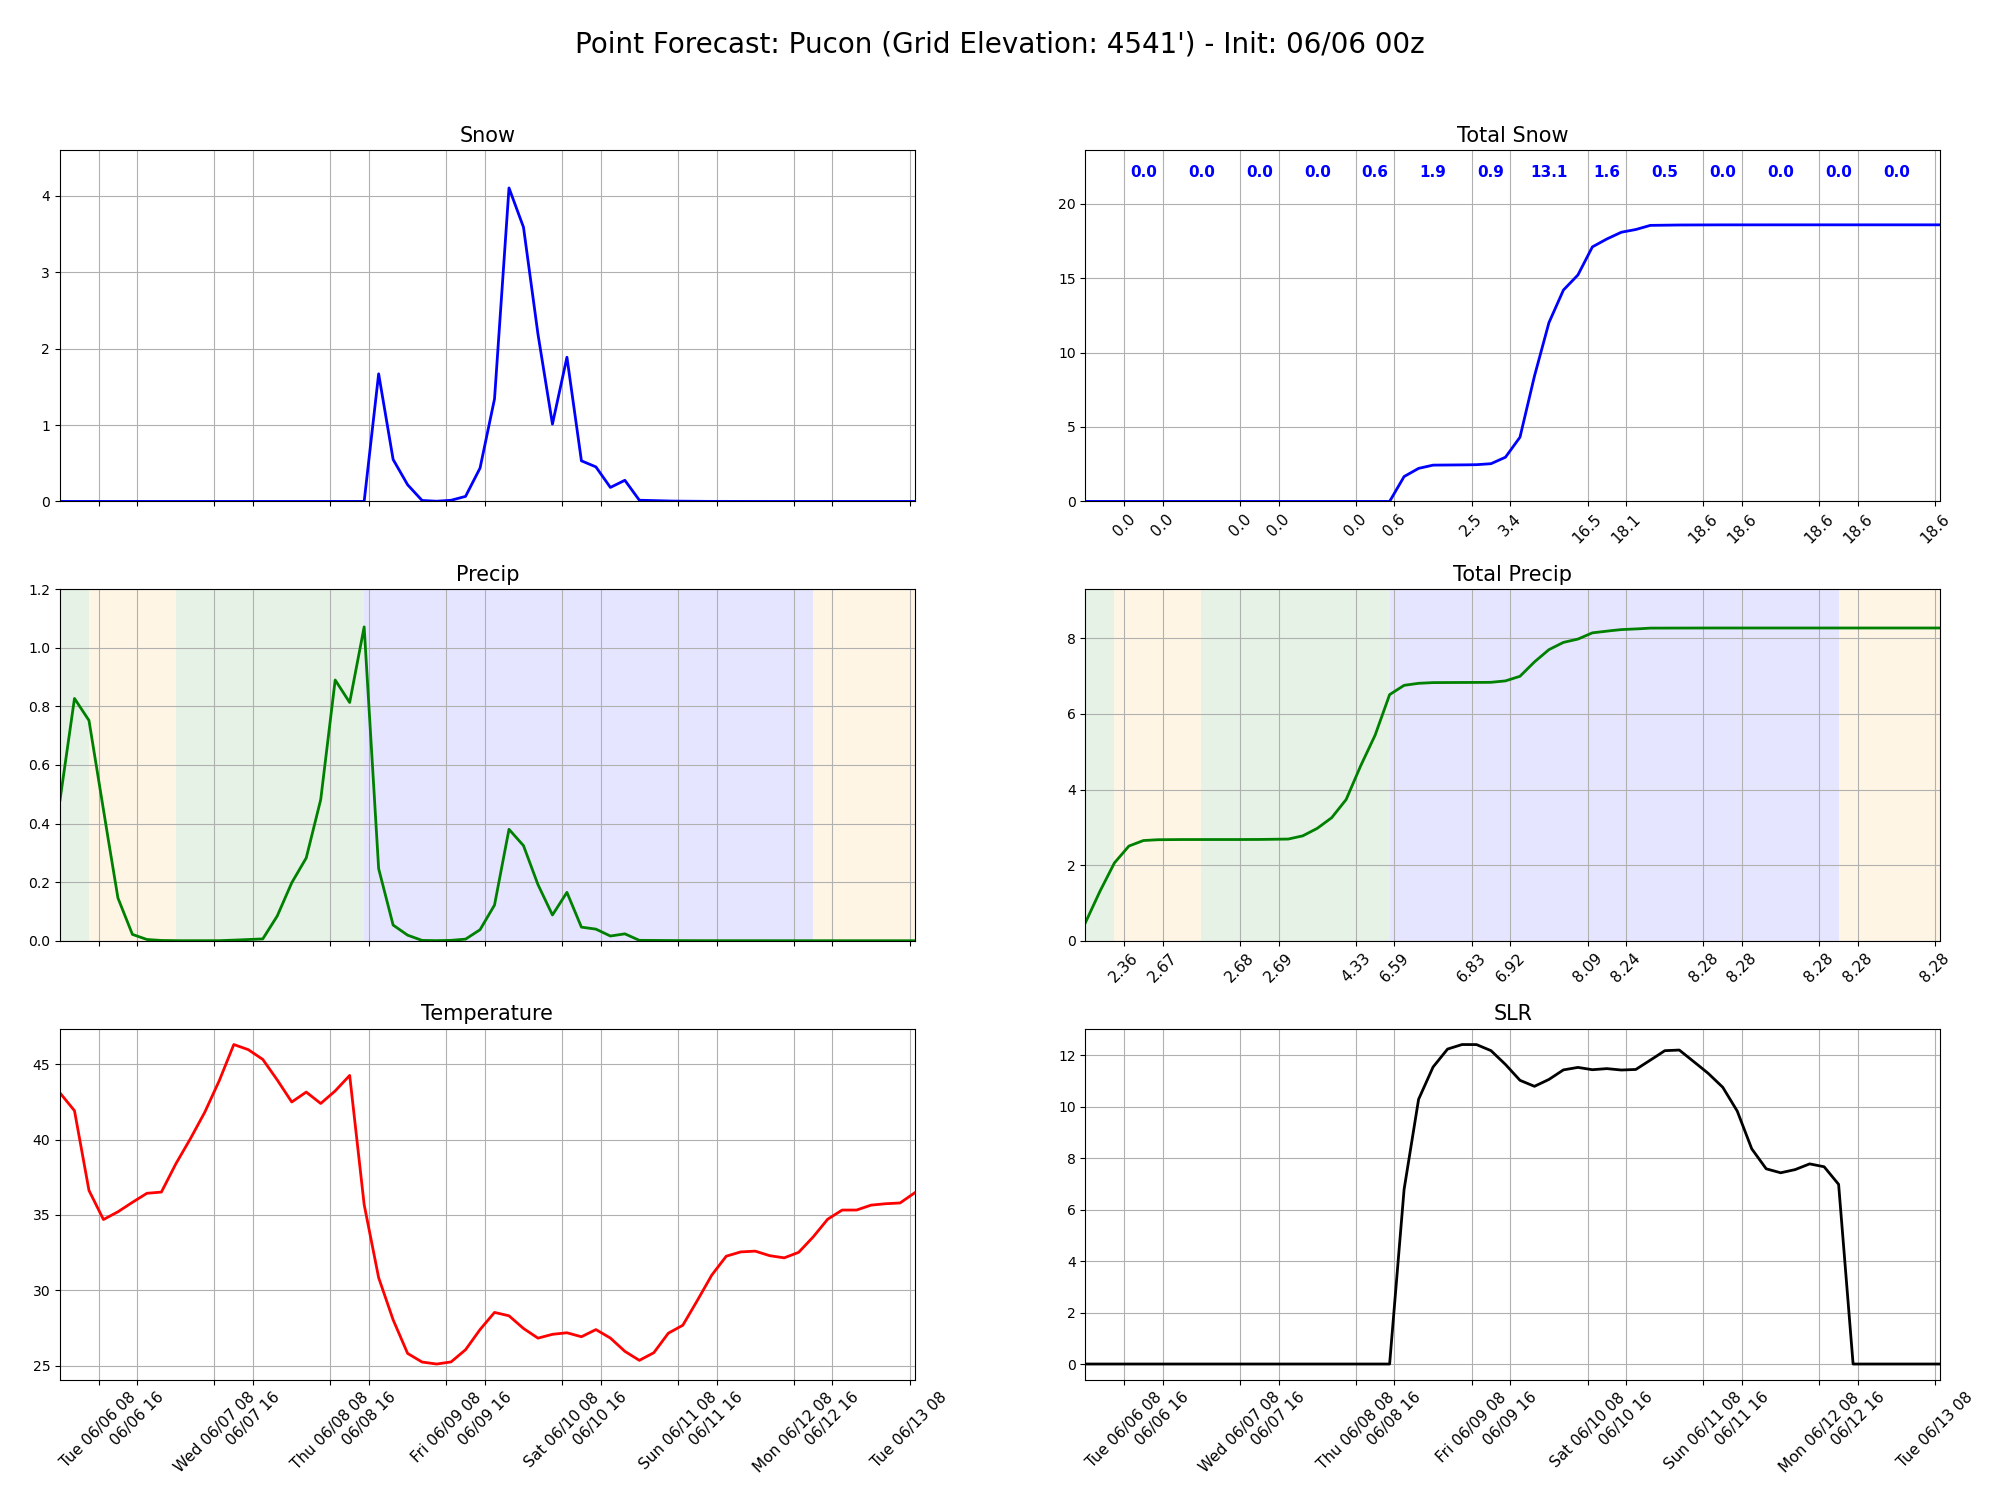 Point Forecast: Pucon (Grid Elevation: 4541') - Init: 06/06 00z
Snow
4
3
2
1
0
Total Snow
0.0 0.0 0.0 0.0 0.6 1.9 0.9 13.1 1.6 0.5 0.0 0.0 0.0 0.0
20
15
10
5
0
0.0 0.0 0.0 0.0 0.0 0.6 2.5 3.4 16.5 18.1 18.6 18.6 18.6 18.6 18.6
Precip
1.2
1.0
0.8
0.6
0.4
0.2
0.0
Total Precip
8
6
4
2
0
2.36 2.67 2.68 2.69 4.33 6.59 6.83 6.92 8.09 8.24 8.28 8.28 8.28 8.28 8.28
Temperature
45
40
35
30
25
Tue 06/06 08
06/06 16
Wed 06/07 08
06/07 16
Thu 06/08 08
06/08 16
Fri 06/09 08
06/09 16
Sat 06/10 08
06/10 16
Sun 06/11 08
06/11 16
Mon 06/12 08
06/12 16
Tue 06/13 08
SLR
12
10
8
6
4
2
0
Tue 06/06 08
06/06 16
Wed 06/07 08
06/07 16
Thu 06/08 08
06/08 16
Fri 06/09 08
06/09 16
Sat 06/10 08
06/10 16
Sun 06/11 08
06/11 16
Mon 06/12 08
06/12 16
Tue 06/13 08